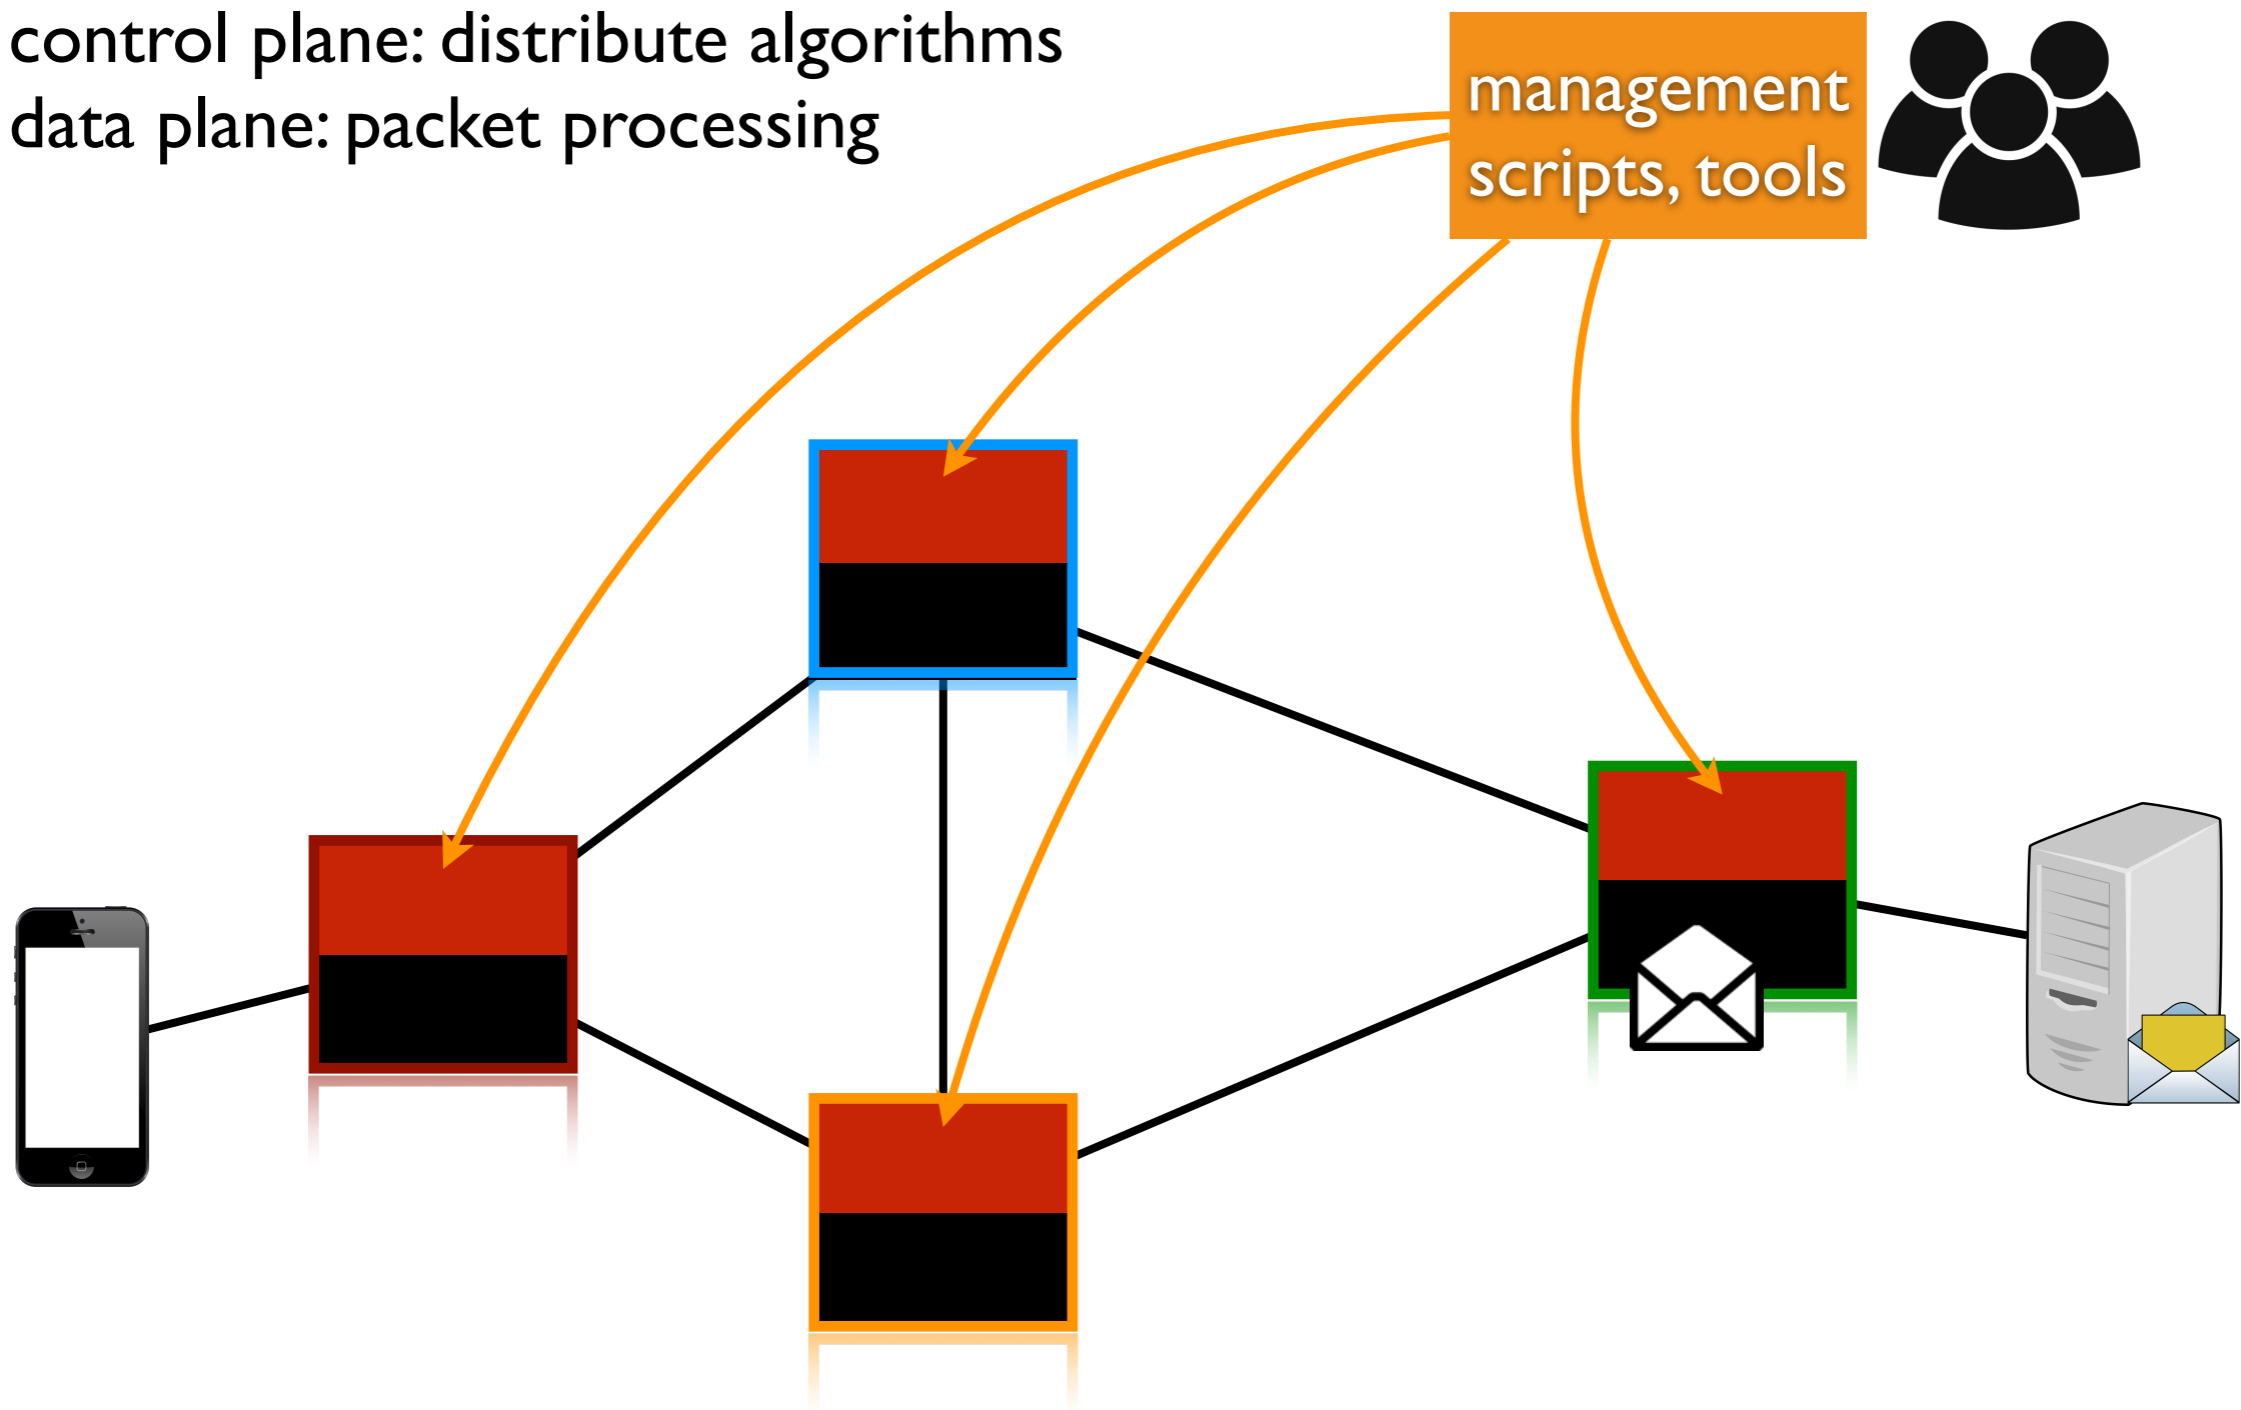 control plane: distribute algorithms
data plane: packet processing
management
scripts, tools